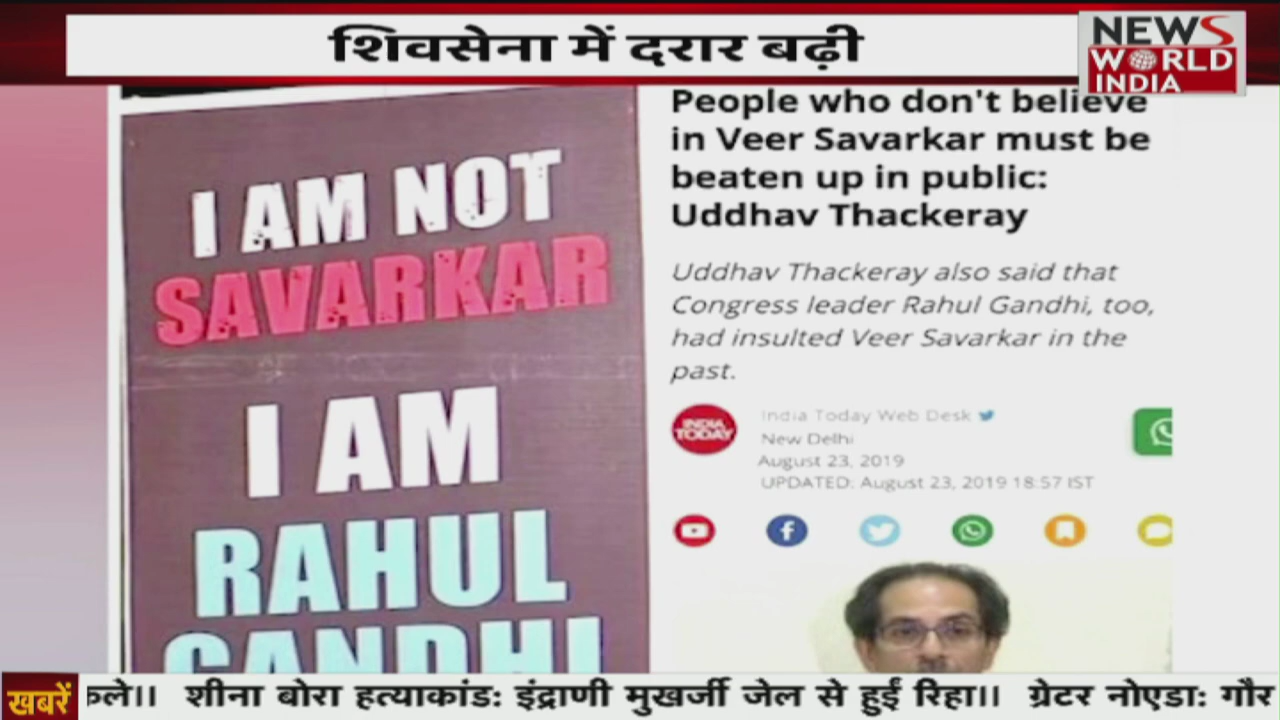 शिवसेना में दरार बढ़ी
NEWS
WORLD
INDIA
I AM NOT
SAVARKAR
I AM
RAHUL
GANDHI
People who don't believe
in Veer Savarkar must be
beaten up in public:
Uddhav Thackeray
Uddhav Thackeray also said that
Congress leader Rahul Gandhi, too,
had insulted Veer Savarkar in the
past.
INDIA
TODAY
India Today Web Desk
New Delhi
August 23, 2019
UPDATED: August 23, 2019 18:57 IST
खबरें
शीना बोरा हत्याकांड: इंद्राणी मुखर्जी जेल से हुईं रिहा।। ग्रेटर नोएडा: गौर